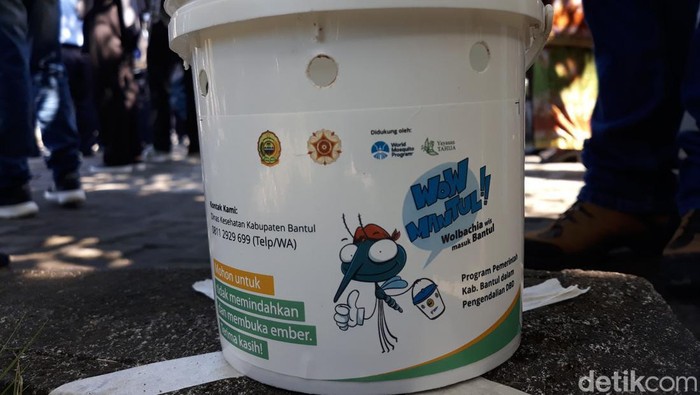 Didukung oleh:
World
Mosquito
Program
Yayasan
TAHIJA
WOW
MANTUL!!
Wolbachia wis
masuk Bantul
Kontak Kami:
Dinas Kesehatan Kabupaten Bantul
0811 2929 699 (Telp/WA)
Mohon untuk
tidak memindahkan
dan membuka ember.
Terima kasih!
Program Pemerintah
Kab. Bantul dalam
Pengendalian DBD
detikcom